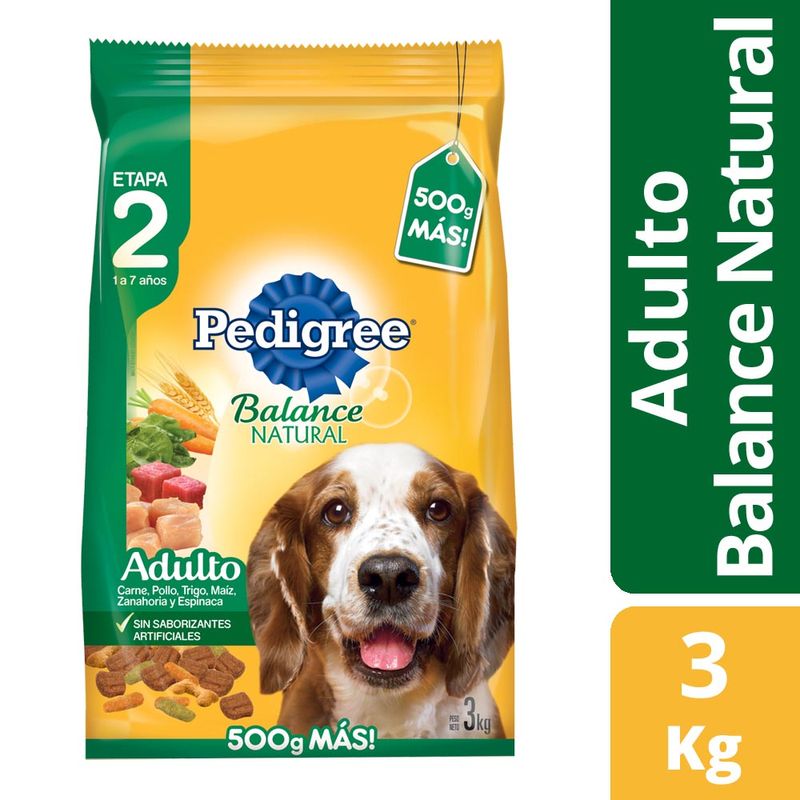 ETAPA
2
1 a 7 años
500g
MÁS!
Pedigree®
Balance
NATURAL
Adulto
Carne, Pollo, Trigo, Maíz,
Zanahoria y Espinaca
SIN SABORIZANTES
ARTIFICIALES
PESO
NETO 3kg
500g MÁS!
Adulto
Balance Natural
3
Kg